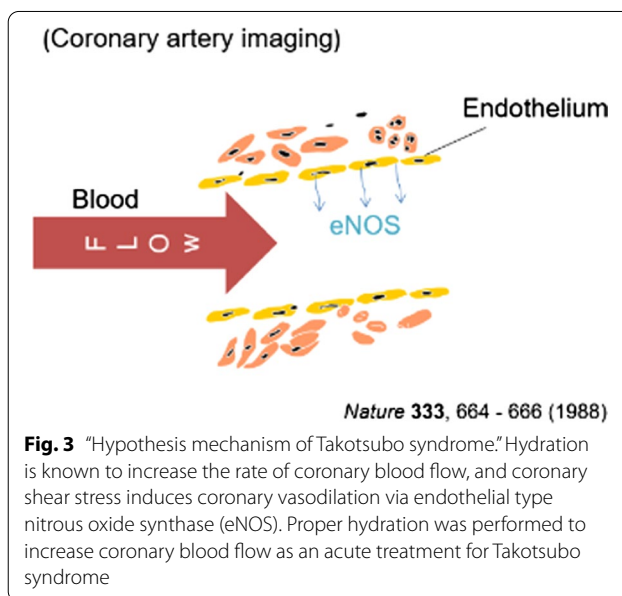 (Coronary artery imaging)
Endothelium
Blood
FLOW
eNOS
Nature 333, 664 - 666 (1988)
Fig. 3 "Hypothesis mechanism of Takotsubo syndrome." Hydration
is known to increase the rate of coronary blood flow, and coronary
shear stress induces coronary vasodilation via endothelial type
nitrous oxide synthase (eNOS). Proper hydration was performed to
increase coronary blood flow as an acute treatment for Takotsubo
syndrome